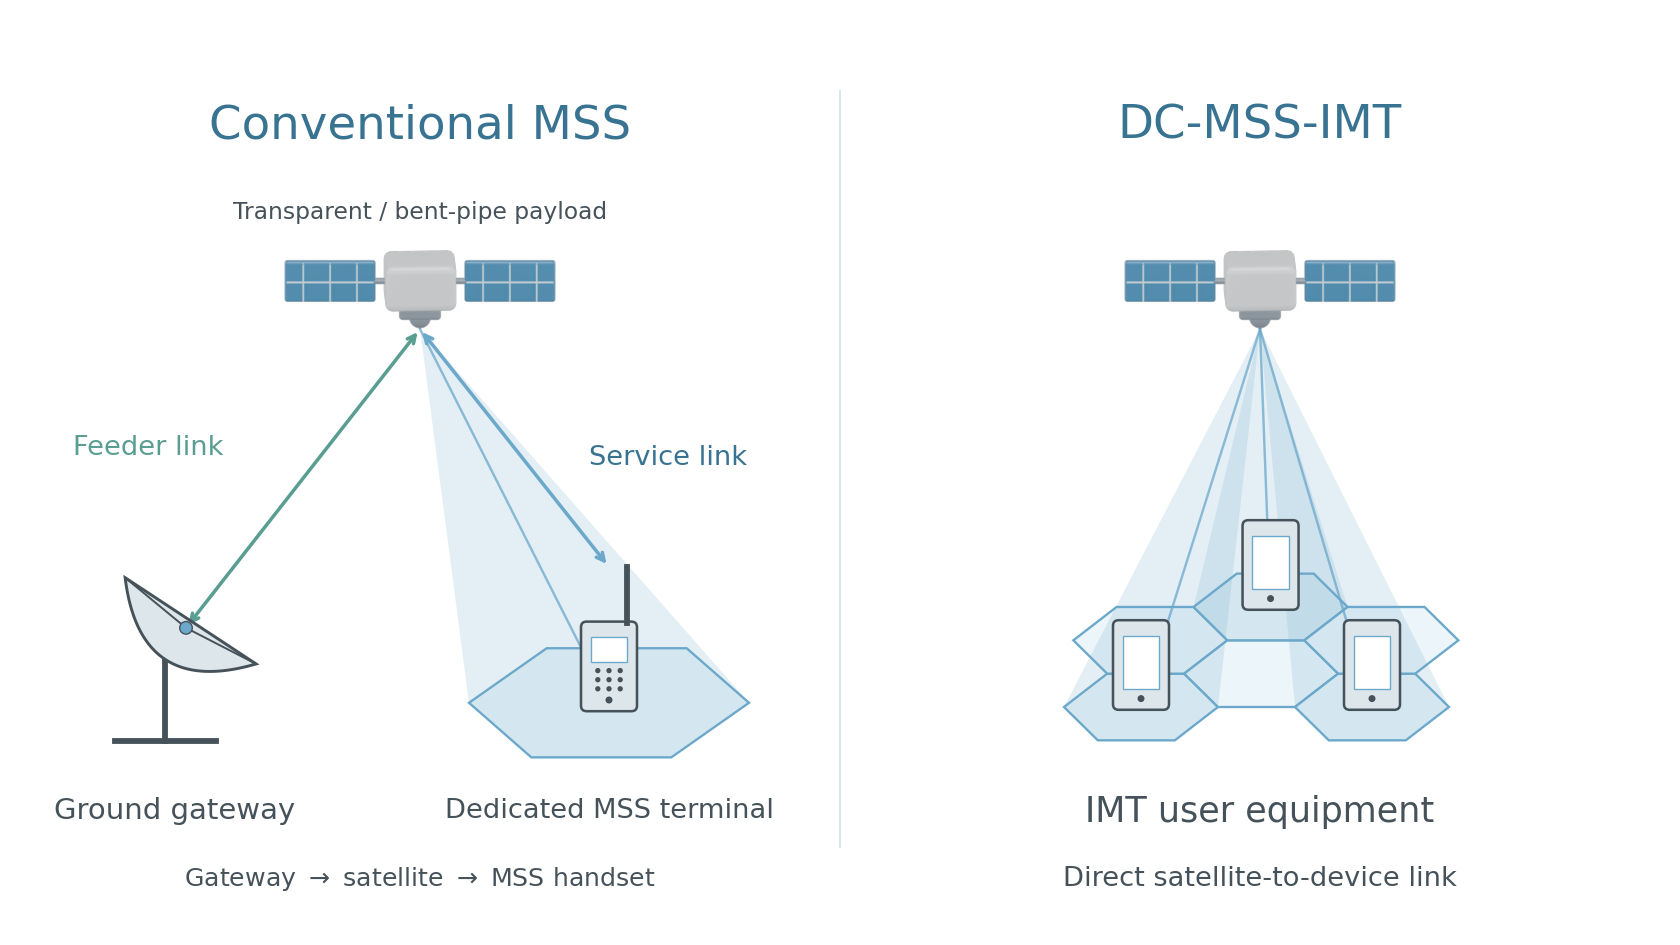 Conventional MSS
Transparent / bent-pipe payload
Feeder link
Service link
Ground gateway
Dedicated MSS terminal
Gateway → satellite → MSS handset
DC-MSS-IMT
IMT user equipment
Direct satellite-to-device link